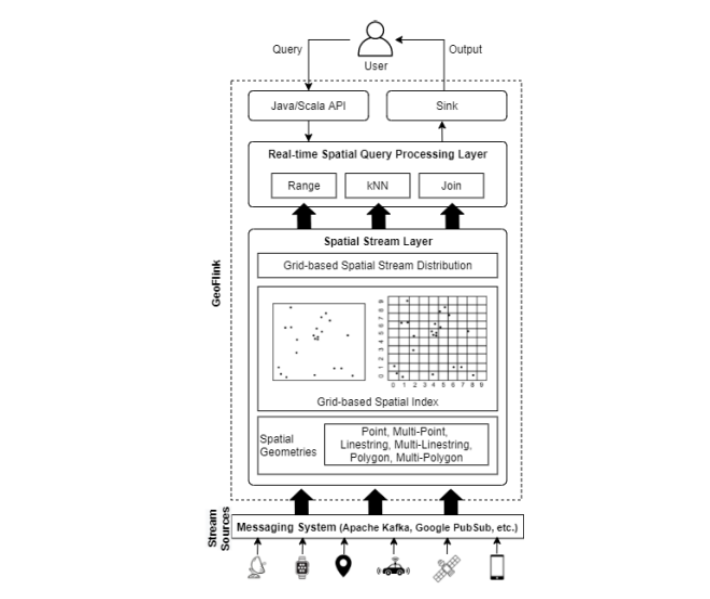 Query
Output
User
Java/Scala API
Sink
Real-time Spatial Query Processing Layer
Range
kNN
Join
Spatial Stream Layer
Grid-based Spatial Stream Distribution
9
8
7
6
5
4
3
2
1
0
0 1 2 3 4 5 6 7 8 9
Grid-based Spatial Index
Spatial
Geometries
Point, Multi-Point,
Linestring, Multi-Linestring,
Polygon, Multi-Polygon
GeoFlink
Stream
Sources
Messaging System (Apache Kafka, Google PubSub, etc.)